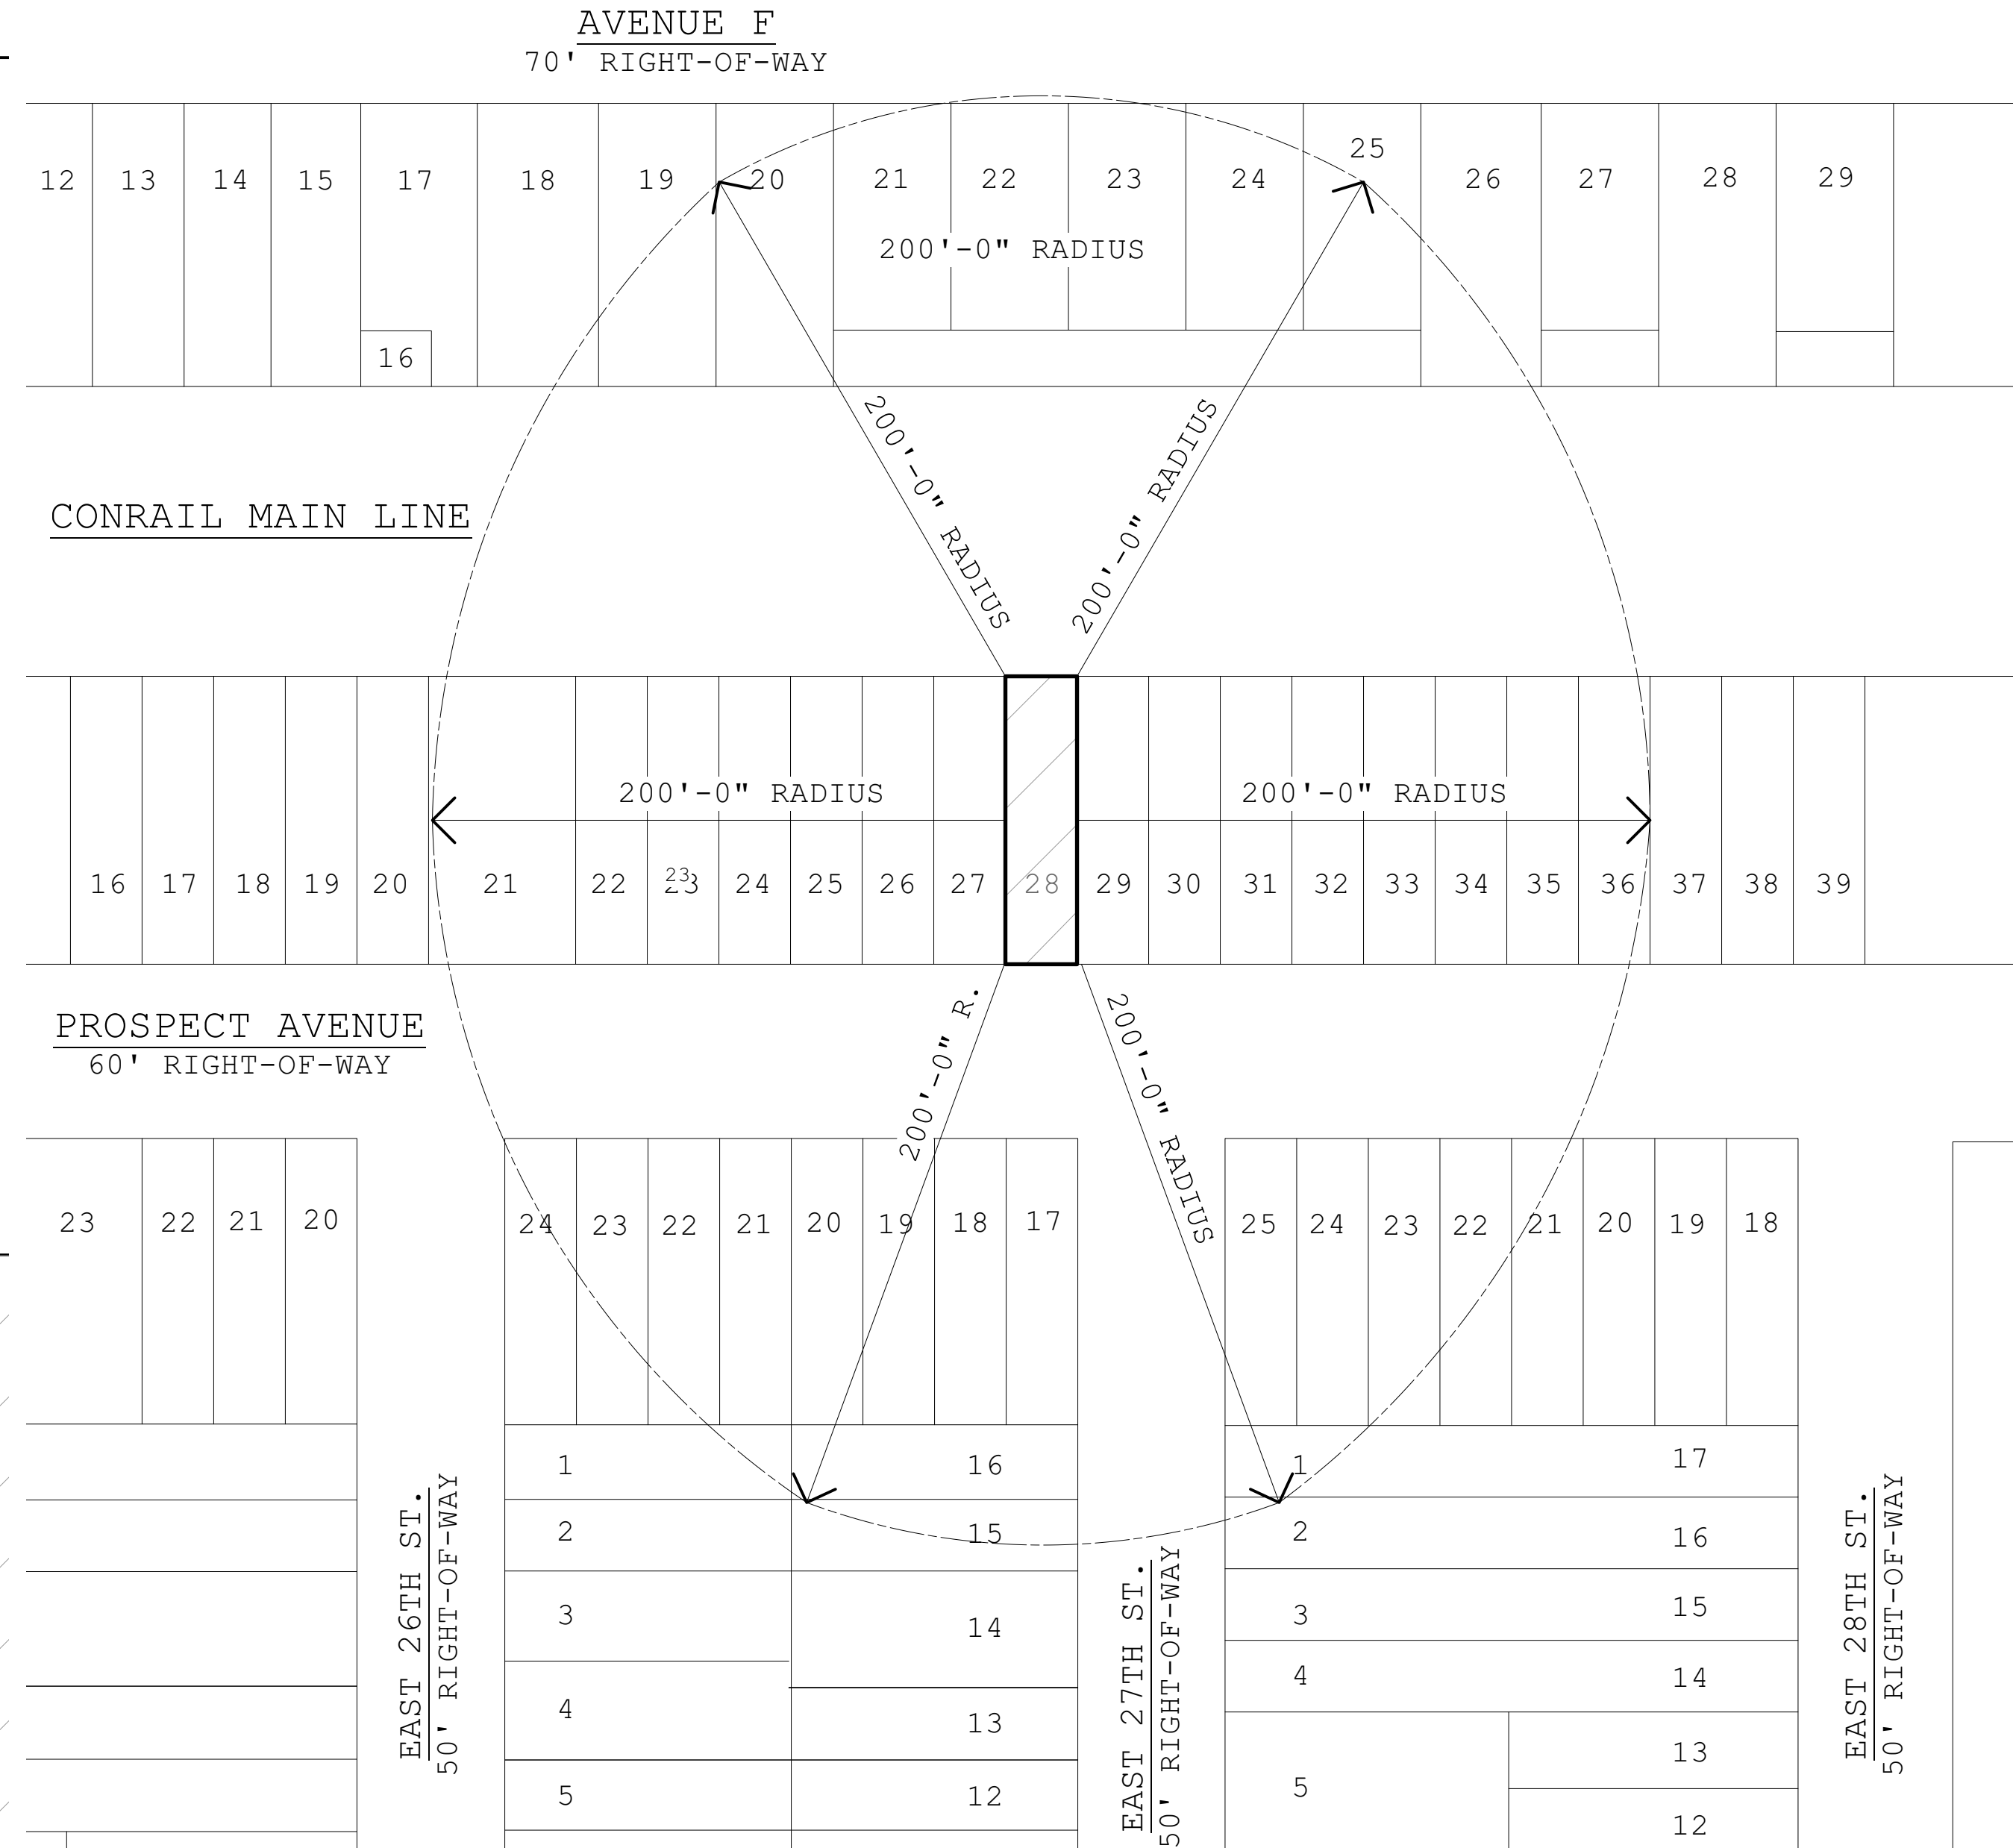 AVENUE F
70' RIGHT-OF-WAY
12 13 14 15 17 18 19 20 21 22 23 24 25 26 27 28 29
200'-0" RADIUS
16
200'-0" RADIUS
200'-0" RADIUS
CONRAIL MAIN LINE
200'-0" RADIUS
200'-0" RADIUS
16 17 18 19 20 21 22 23 23 24 25 26 27 28 29 30 31 32 33 34 35 36 37 38 39
PROSPECT AVENUE
60' RIGHT-OF-WAY
200'-0" R.
200'-0" RADIUS
23 22 21 20
24 23 22 21 20 19 18 17
25 24 23 22 21 20 19 18
1 16
2 15
3 14
4 13
5 12
1 17
2 16
3 15
4 14
5 13
12
EAST 26TH ST.
50' RIGHT-OF-WAY
EAST 27TH ST.
50' RIGHT-OF-WAY
EAST 28TH ST.
50' RIGHT-OF-WAY